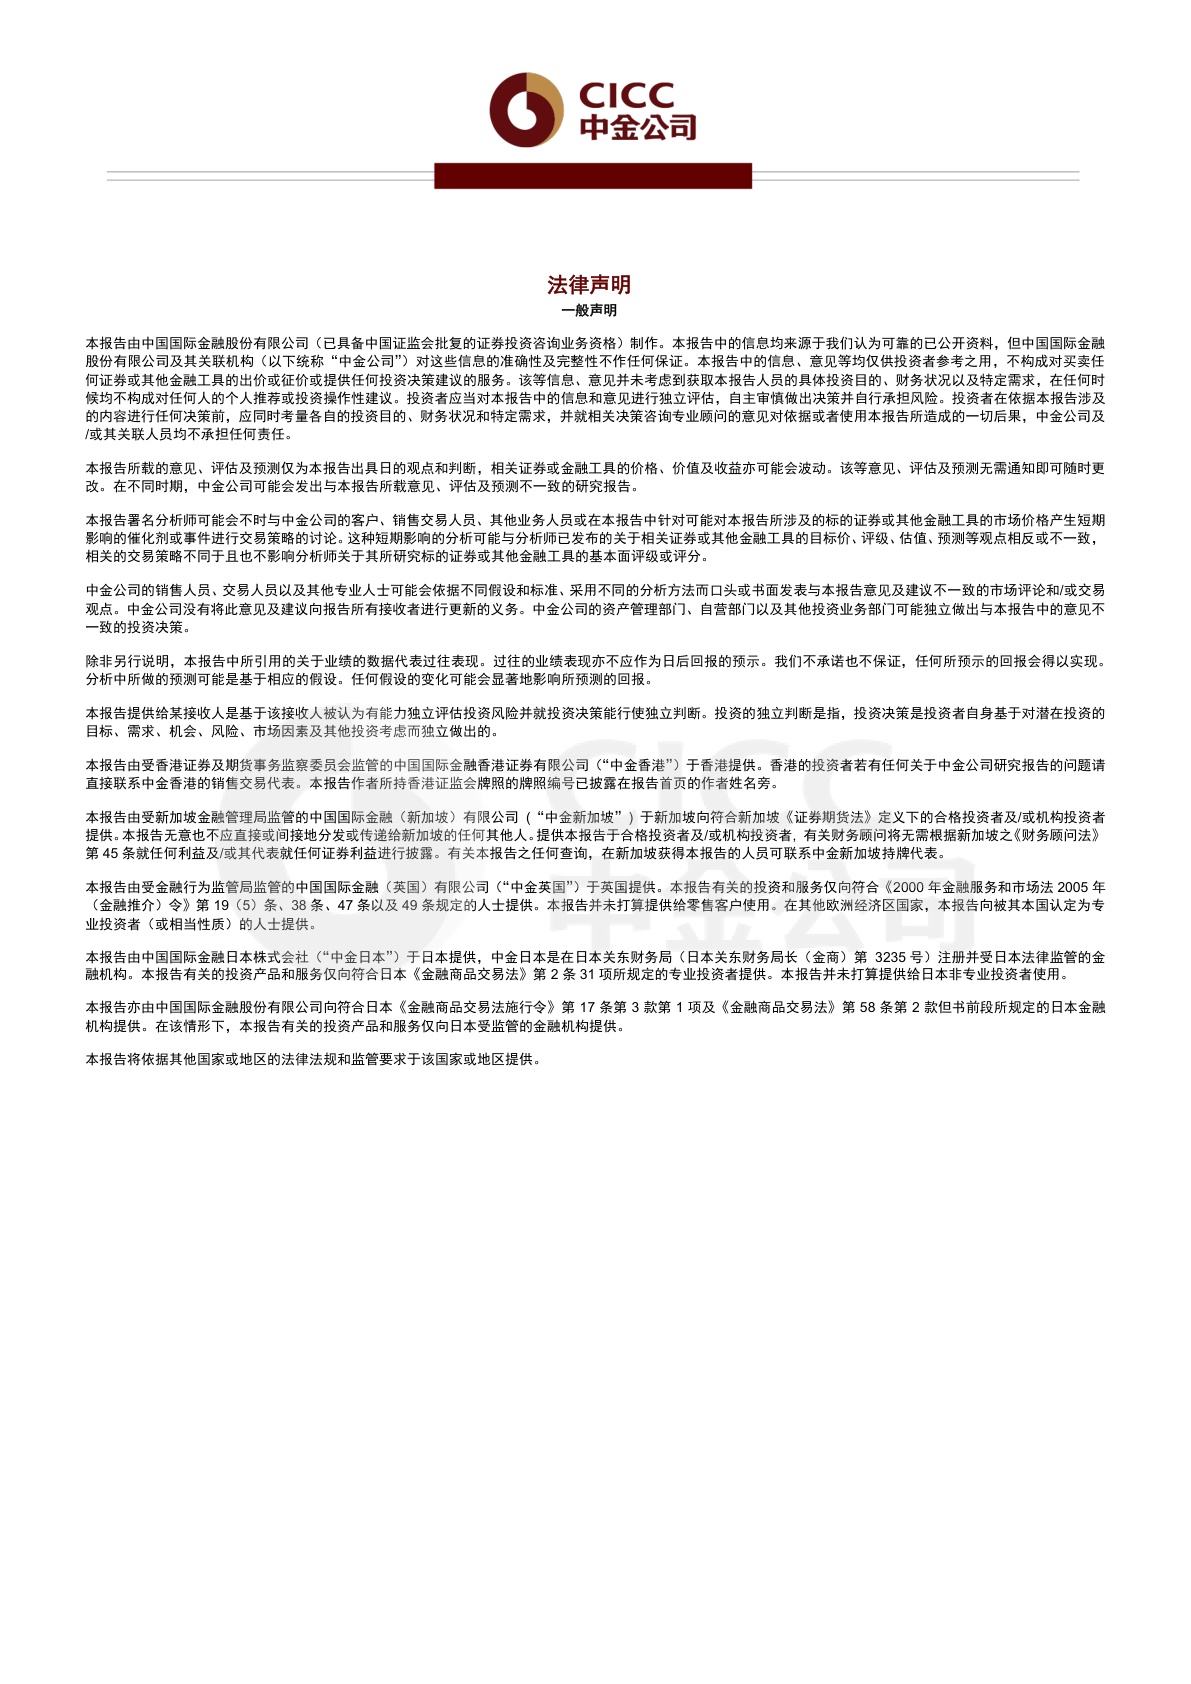 CICC
中金公司
法律声明
一般声明
本报告由中国国际金融股份有限公司（已具备中国证监会批复的证券投资咨询业务资格）制作。本报告中的信息均来源于我们认为可靠的已公开资料，但中国国际金融
股份有限公司及其关联机构（以下统称“中金公司”）对这些信息的准确性及完整性不作任何保证。本报告中的信息、意见等均仅供投资者参考之用，不构成对买卖任
何证券或其他金融工具的出价或征价或提供任何投资决策建议的服务。该等信息、意见并未考虑到获取本报告人员的具体投资目的、财务状况以及特定需求，在任何时
候均不构成对任何人的个人推荐或投资操作性建议。投资者应当对本报告中的信息和意见进行独立评估，自主审慎做出决策并自行承担风险。投资者在依据本报告涉及
的内容进行任何决策前，应同时考量各自的投资目的、财务状况和特定需求，并就相关决策咨询专业顾问的意见对依据或者使用本报告所造成的一切后果，中金公司及
/或其关联人员均不承担任何责任。
本报告所载的意见、评估及预测仅为本报告出具日的观点和判断，相关证券或金融工具的价格、价值及收益亦可能会波动。该等意见、评估及预测无需通知即可随时更
改。在不同时期，中金公司可能会发出与本报告所载意见、评估及预测不一致的研究报告。
本报告署名分析师可能会不时与中金公司的客户、销售交易人员、其他业务人员或在本报告中针对可能对本报告所涉及的标的证券或其他金融工具的市场价格产生短期
影响的催化剂或事件进行交易策略的讨论。这种短期影响的分析可能与分析师已发布的关于相关证券或其他金融工具的目标价、评级、估值、预测等观点相反或不一致，
相关的交易策略不同于且也不影响分析师关于其所研究标的证券或其他金融工具的基本面评级或评分。
中金公司的销售人员、交易人员以及其他专业人士可能会依据不同假设和标准、采用不同的分析方法而口头或书面发表与本报告意见及建议不一致的市场评论和/或交易
观点。中金公司没有将此意见及建议向报告所有接收者进行更新的义务。中金公司的资产管理部门、自营部门以及其他投资业务部门可能独立做出与本报告中的意见不
一致的投资决策。
除非另行说明，本报告中所引用的关于业绩的数据代表过往表现。过往的业绩表现亦不应作为日后回报的预示。我们不承诺也不保证，任何所预示的回报会得以实现。
分析中所做的预测可能是基于相应的假设。任何假设的变化可能会显著地影响所预测的回报。
本报告提供给某接收人是基于该接收人被认为有能力独立评估投资风险并就投资决策能行使独立判断。投资的独立判断是指，投资决策是投资者自身基于对潜在投资的
目标、需求、机会、风险、市场因素及其他投资考虑而独立做出的。
本报告由受香港证券及期货事务监察委员会监管的中国国际金融香港证券有限公司（“中金香港”）于香港提供。香港的投资者若有任何关于中金公司研究报告的问题请
直接联系中金香港的销售交易代表。本报告作者所持香港证监会牌照的牌照编号已披露在报告首页的作者姓名旁。
本报告由受新加坡金融管理局监管的中国国际金融（新加坡）有限公司 (“中金新加坡”) 于新加坡向符合新加坡《证券期货法》定义下的合格投资者及/或机构投资者
提供。本报告无意也不应直接或间接地分发或传递给新加坡的任何其他人。提供本报告于合格投资者及/或机构投资者，有关财务顾问将无需根据新加坡之《财务顾问法》
第 45 条就任何利益及/或其代表就任何证券利益进行披露。有关本报告之任何查询，在新加坡获得本报告的人员可联系中金新加坡持牌代表。
本报告由受金融行为监管局监管的中国国际金融（英国）有限公司（“中金英国”）于英国提供。本报告有关的投资和服务仅向符合《2000 年金融服务和市场法 2005 年
（金融推介）令》第 19（5）条、38 条、47 条以及 49 条规定的人士提供。本报告并未打算提供给零售客户使用。在其他欧洲经济区国家，本报告向被其本国认定为专
业投资者（或相当性质）的人士提供。
本报告由中国国际金融日本株式会社（“中金日本”）于日本提供，中金日本是在日本关东财务局（日本关东财务局长（金商）第 3235 号）注册并受日本法律监管的金
融机构。本报告有关的投资产品和服务仅向符合日本《金融商品交易法》第 2 条 31 项所规定的专业投资者提供。本报告并未打算提供给日本非专业投资者使用。
本报告亦由中国国际金融股份有限公司向符合日本《金融商品交易法施行令》第 17 条第 3 款第 1 项及《金融商品交易法》第 58 条第 2 款但书前段所规定的日本金融
机构提供。在该情形下，本报告有关的投资产品和服务仅向日本受监管的金融机构提供。
本报告将依据其他国家或地区的法律法规和监管要求于该国家或地区提供。
CICC
中金公司